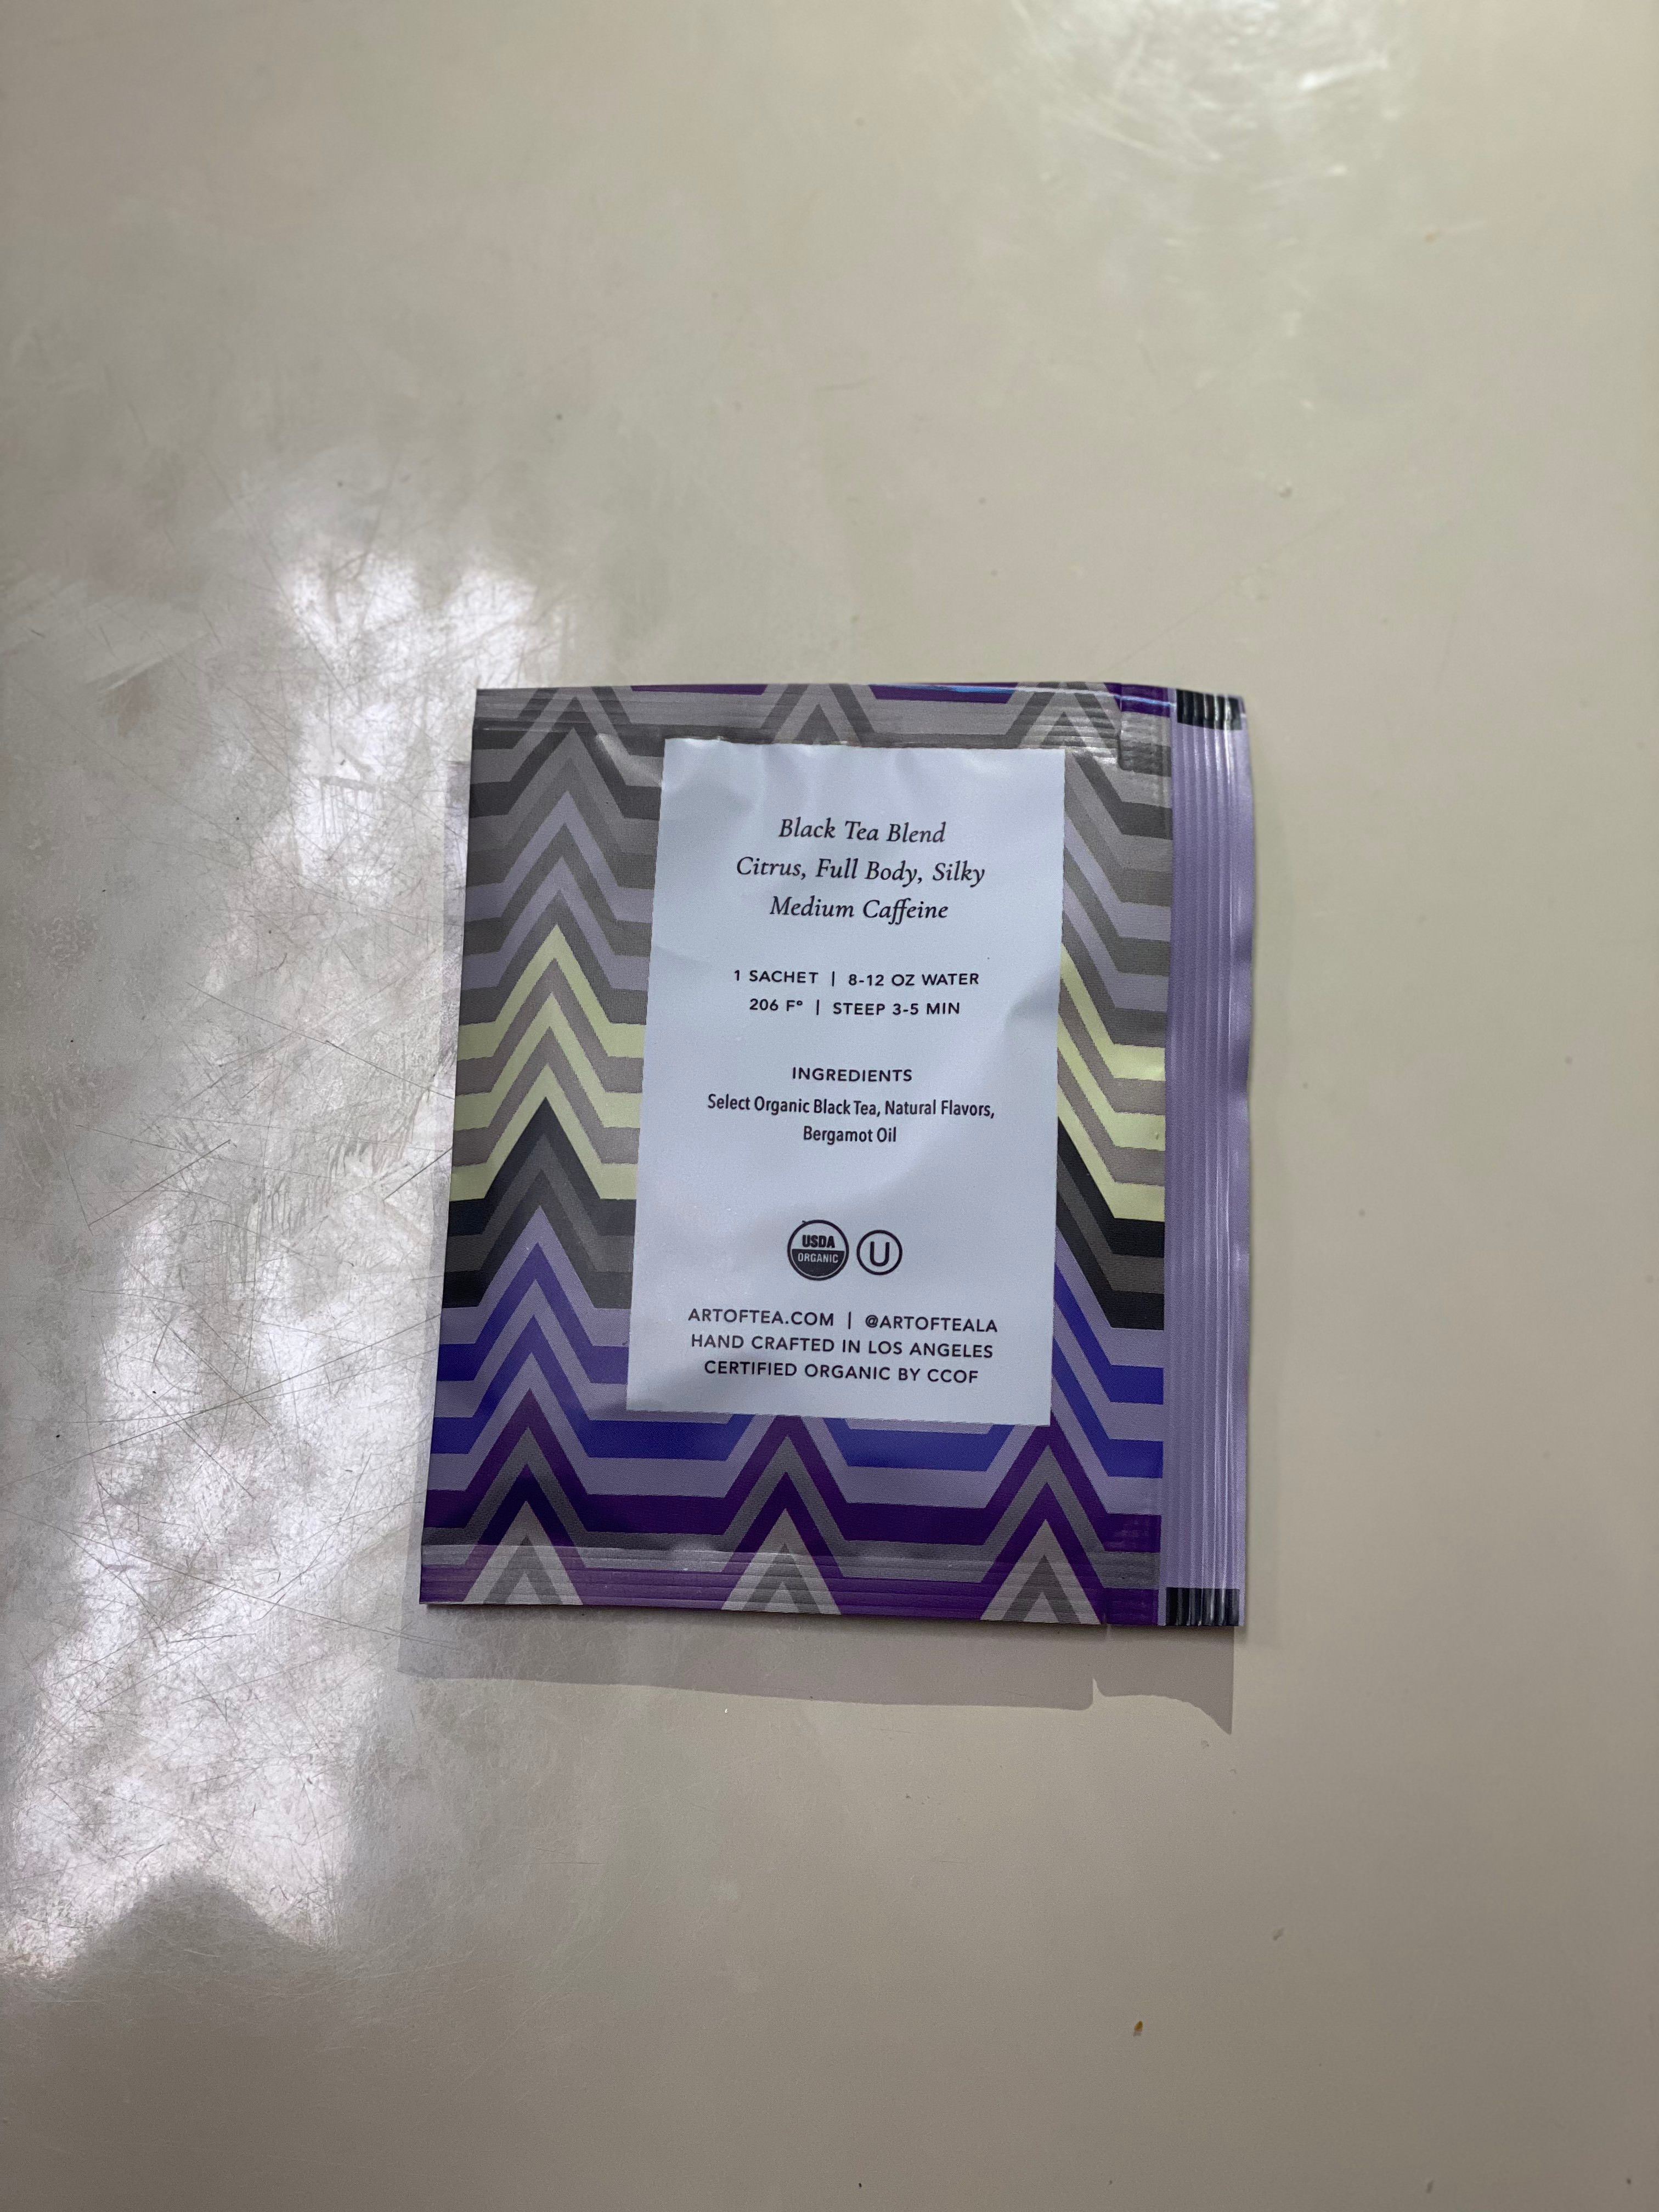 Black Tea Blend
Citrus, Full Body, Silky
Medium Caffeine
1 SACHET | 8-12 OZ WATER
206 F° | STEEP 3-5 MIN
INGREDIENTS
Select Organic Black Tea, Natural Flavors,
Bergamot Oil
USDA
ORGANIC
U
ARTOFTEA.COM | @ARTOFTEALA
HAND CRAFTED IN LOS ANGELES
CERTIFIED ORGANIC BY CCOF